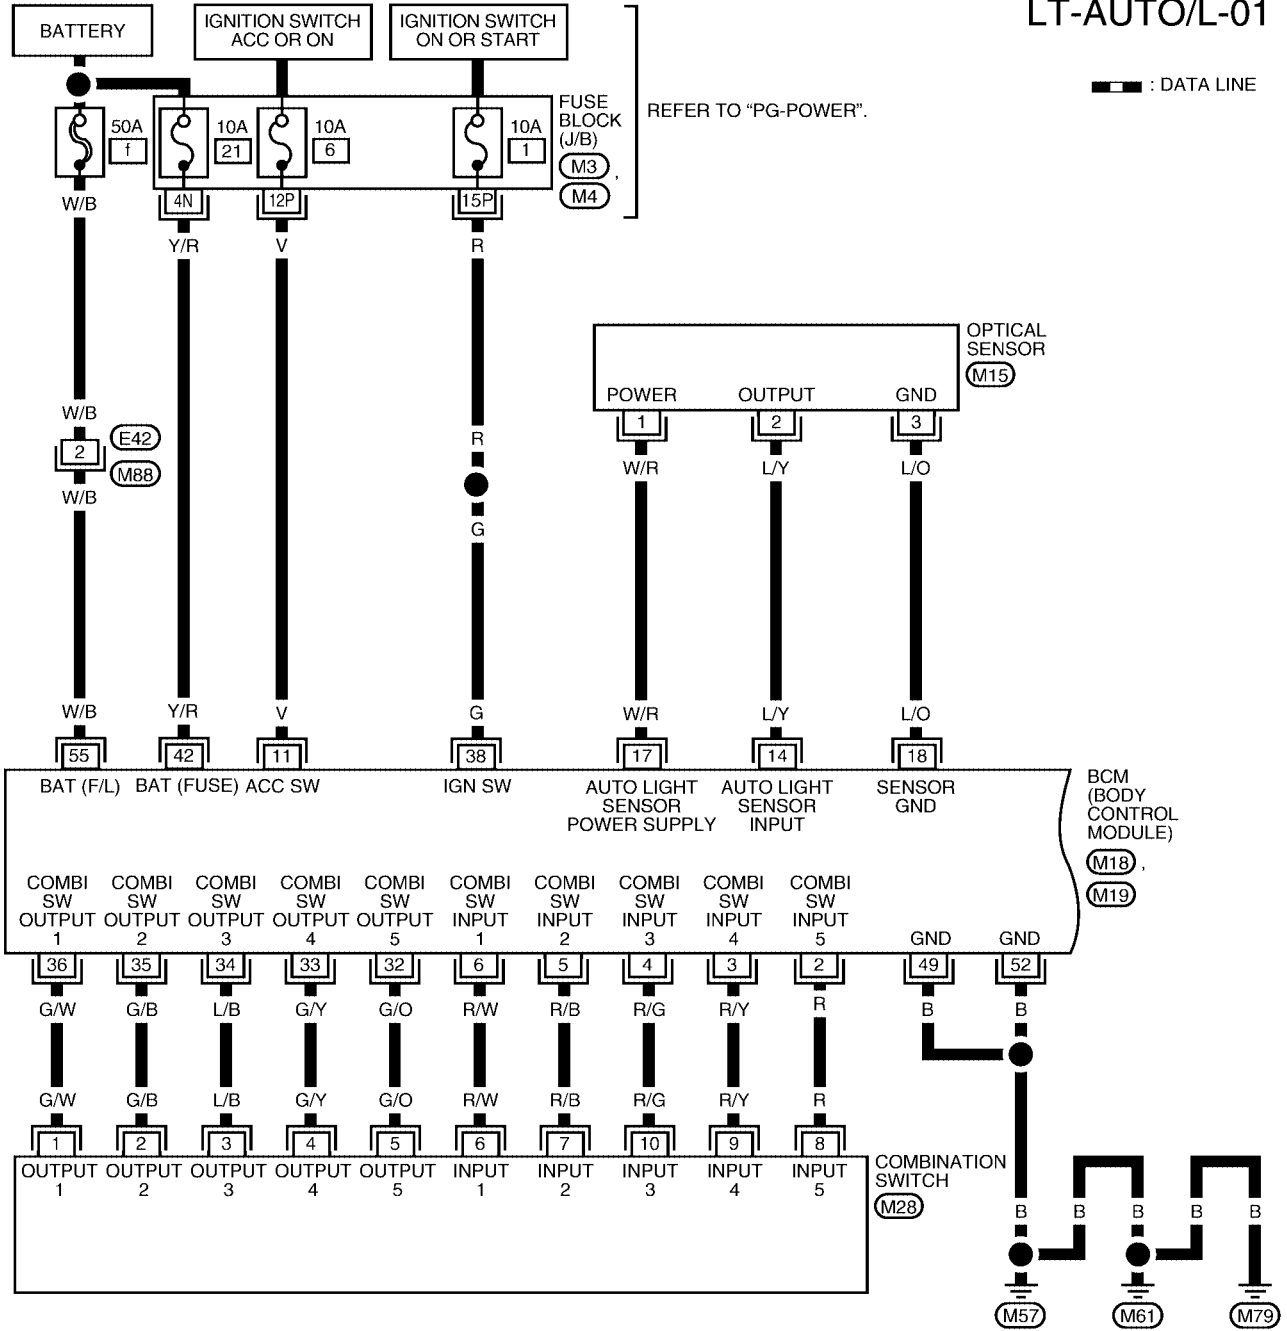 LT-AUTO/L-01
BATTERY
IGNITION SWITCH
ACC OR ON
IGNITION SWITCH
ON OR START
: DATA LINE
50A
f
10A
21
10A
6
10A
1
FUSE
BLOCK
(J/B)
M3 ,
M4
REFER TO “PG-POWER”.
4N
12P
15P
W/B
Y/R
V
R
OPTICAL
SENSOR
M15
POWER
OUTPUT
GND
1
2
3
W/B
2
E42
M88
W/B
R
G
W/R
L/Y
L/O
W/B
Y/R
V
G
W/R
L/Y
L/O
55
42
11
38
17
14
18
BAT (F/L)
BAT (FUSE)
ACC SW
IGN SW
AUTO LIGHT
SENSOR
POWER SUPPLY
AUTO LIGHT
SENSOR
INPUT
SENSOR
GND
BCM
(BODY
CONTROL
MODULE)
M18 ,
M19
COMBI
SW
OUTPUT
1
COMBI
SW
OUTPUT
2
COMBI
SW
OUTPUT
3
COMBI
SW
OUTPUT
4
COMBI
SW
OUTPUT
5
COMBI
SW
INPUT
1
COMBI
SW
INPUT
2
COMBI
SW
INPUT
3
COMBI
SW
INPUT
4
COMBI
SW
INPUT
5
GND
GND
36
35
34
33
32
6
5
4
3
2
49
52
G/W
G/B
L/B
G/Y
G/O
R/W
R/B
R/G
R/Y
R
B
B
G/W
G/B
L/B
G/Y
G/O
R/W
R/B
R/G
R/Y
R
1
2
3
4
5
6
7
10
9
8
OUTPUT
1
OUTPUT
2
OUTPUT
3
OUTPUT
4
OUTPUT
5
INPUT
1
INPUT
2
INPUT
3
INPUT
4
INPUT
5
COMBINATION
SWITCH
M28
B
B
B
B
B
M57
M61
M79